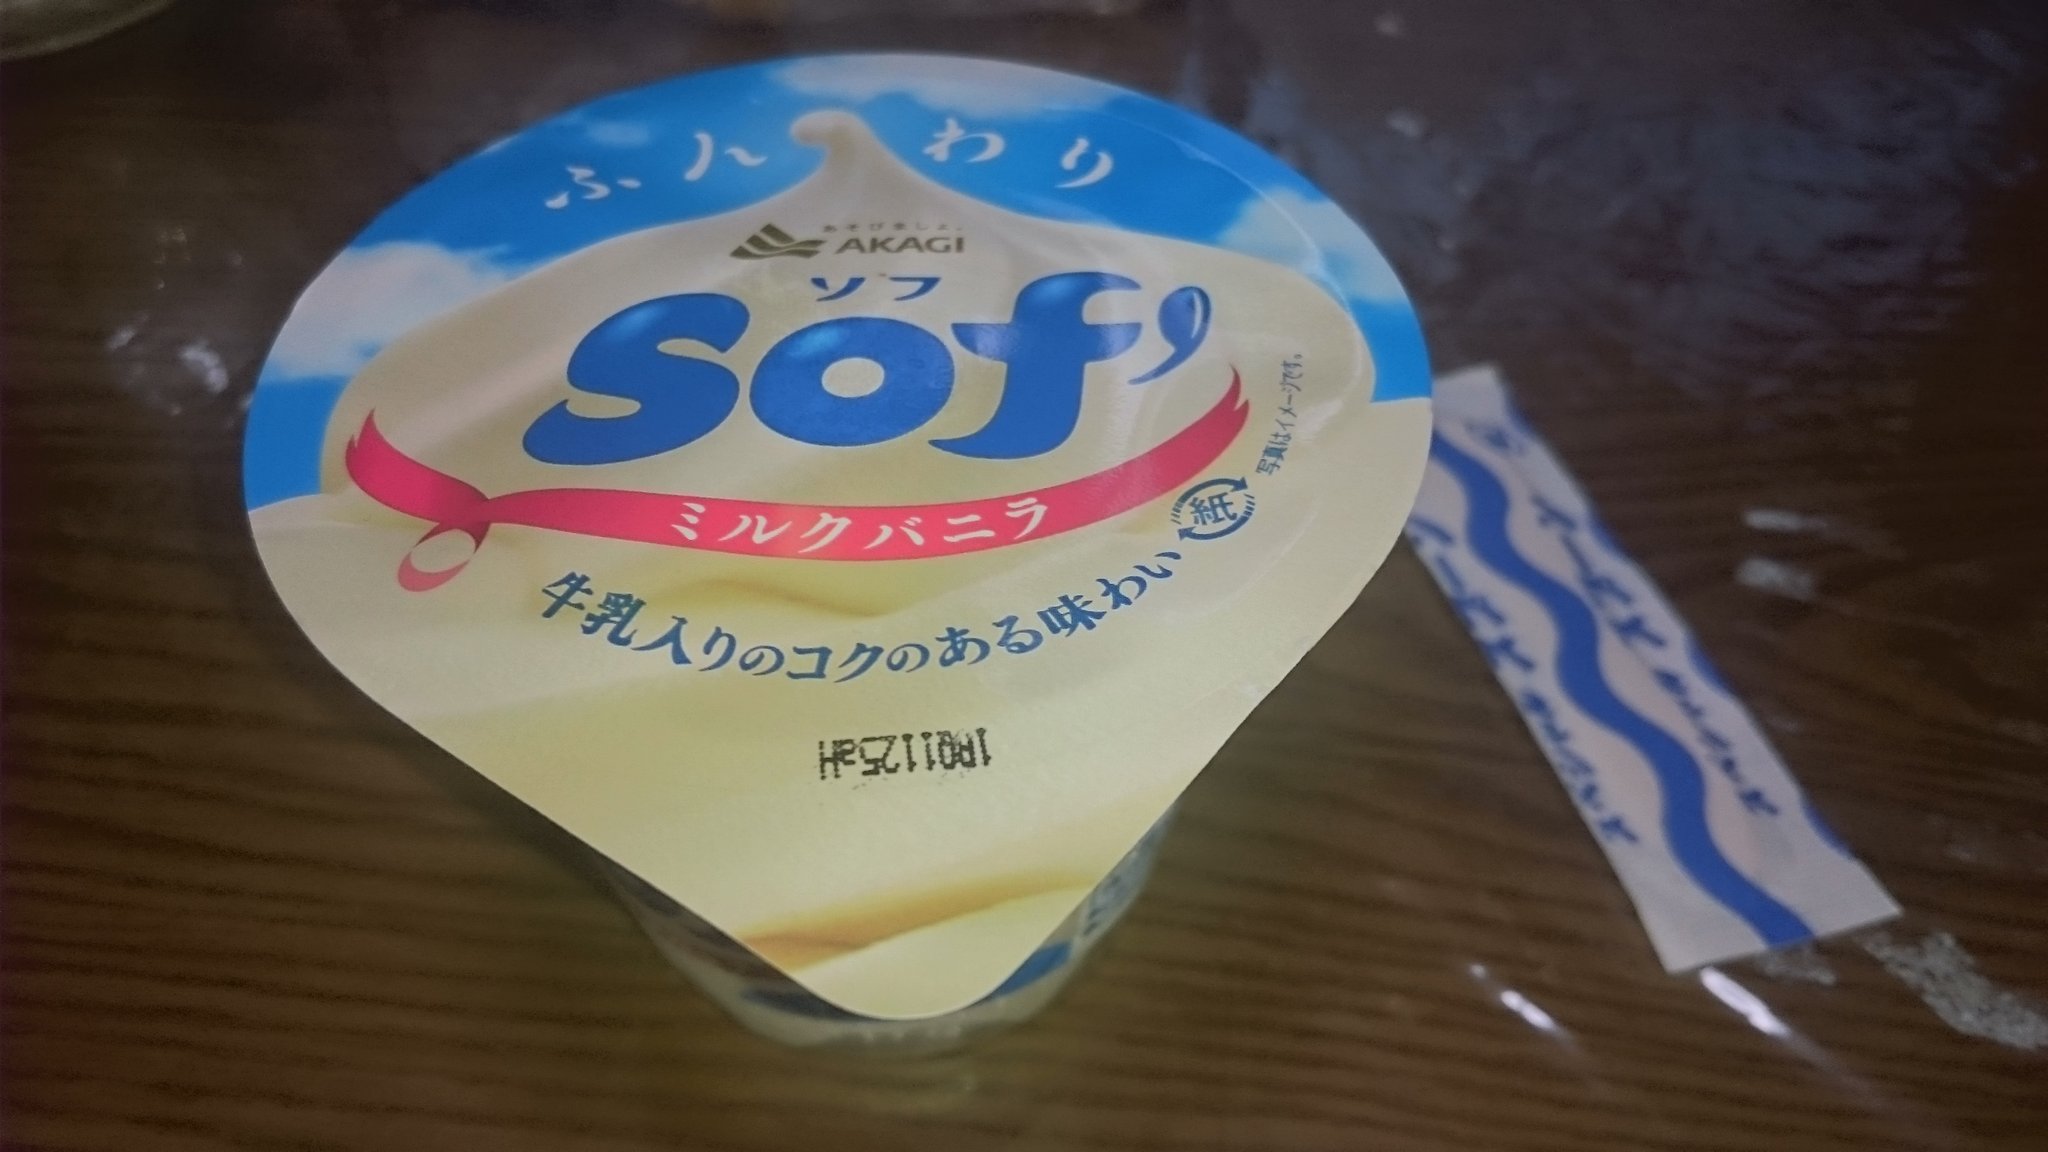 ふんわり
あそびましょ。
AKAGI
ソフ
Sof'
ミルクバニラ
牛乳入りのコクのある味わい
紙
写真はイメージです。